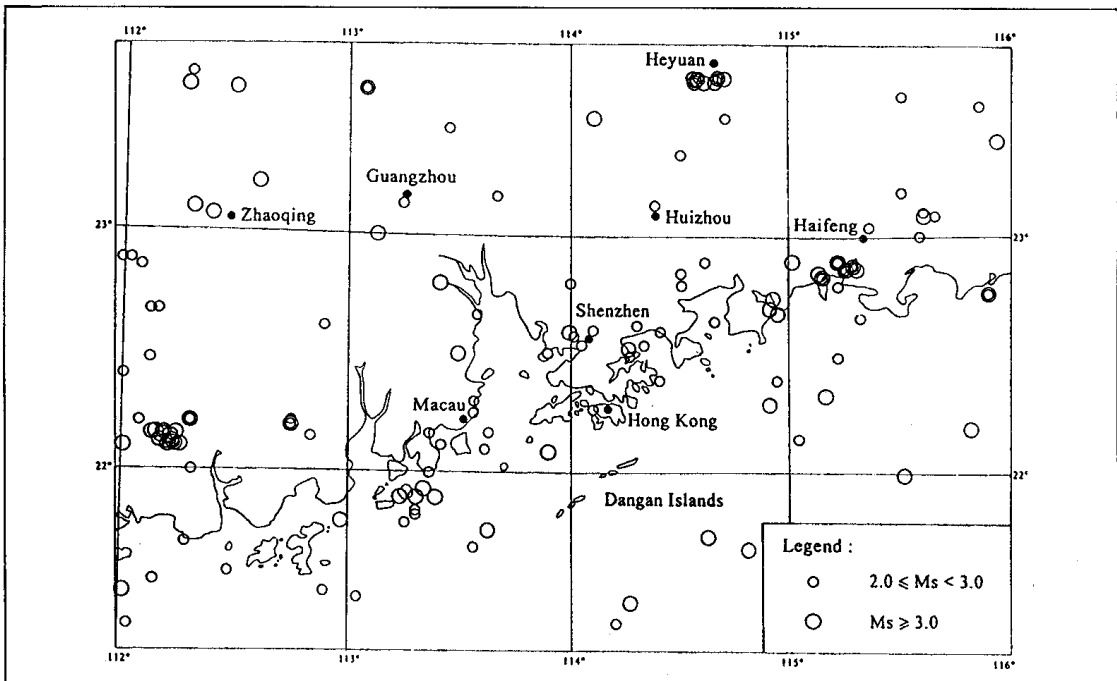 112° 113° 114° 115° 116°
Heyuan
Guangzhou
Zhaoqing
Huizhou
Haifeng
23° 23°
Shenzhen
Macau
Hong Kong
22° 22°
Dangan Islands
Legend :
2.0 ⩽ Ms < 3.0
Ms ⩾ 3.0
112° 113° 114° 115° 116°